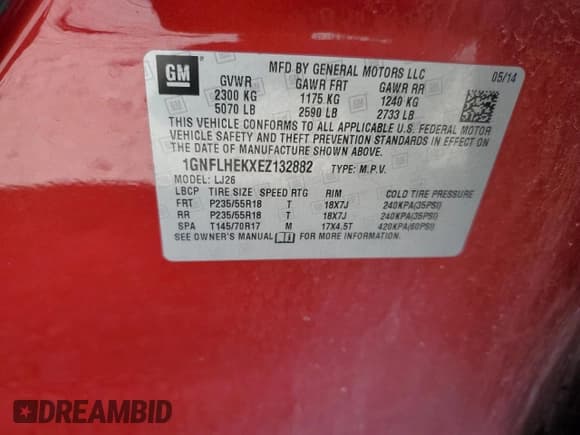 GM
MFD BY GENERAL MOTORS LLC 05/14
GVWR GAWR FRT GAWR RR
2300 KG 1175 KG 1240 KG
5070 LB 2590 LB 2733 LB
THIS VEHICLE CONFORMS TO ALL APPLICABLE U.S. FEDERAL MOTOR
VEHICLE SAFETY AND THEFT PREVENTION STANDARDS IN EFFECT ON
THE DATE OF MANUFACTURE SHOWN ABOVE.
1GNFLHEKXEZ132882 TYPE: M.P.V.
MODEL: LJ26
LBCP TIRE SIZE SPEED RTG RIM COLD TIRE PRESSURE
FRT P235/55R18 T 18X7J 240KPA(35PSI)
RR P235/55R18 T 18X7J 240KPA(35PSI)
SPA T145/70R17 M 17X4.5T 420KPA(60PSI)
SEE OWNER'S MANUAL FOR MORE INFORMATION
DREAMBID